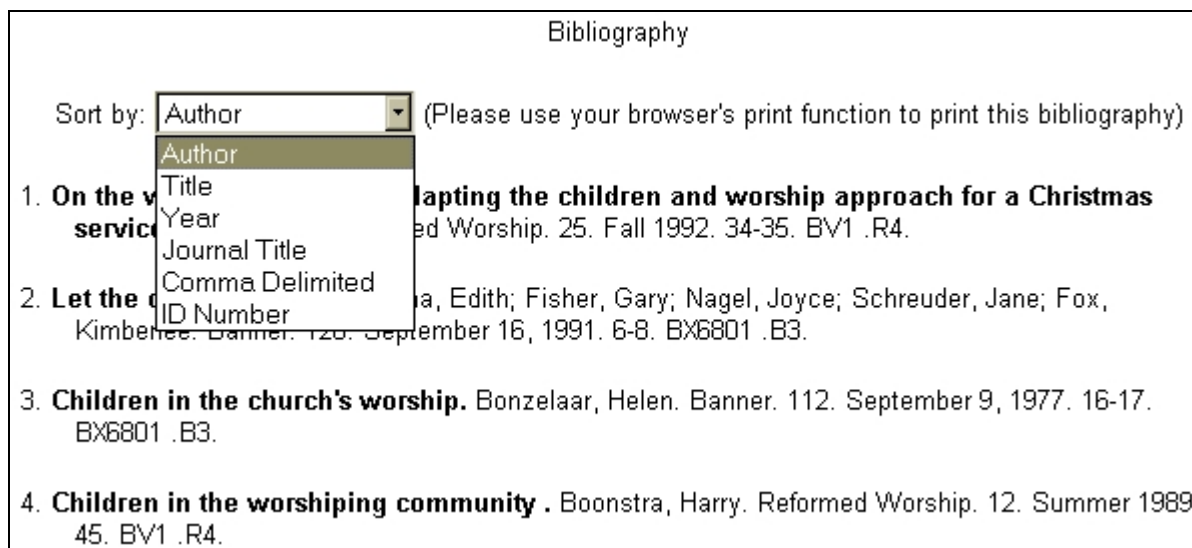 Bibliography
Sort by: Author (Please use your browser's print function to print this bibliography)
Author
Title
Year
Journal Title
Comma Delimited
ID Number
1. On the lapting the children and worship approach for a Christmas
service ed Worship. 25. Fall 1992. 34-35. BV1 .R4.
2. Let the a, Edith; Fisher, Gary; Nagel, Joyce; Schreuder, Jane; Fox,
Banner. September 16, 1991. 6-8. BX6801 .B3.
3. Children in the church's worship. Bonzelaar, Helen. Banner. 112. September 9, 1977. 16-17.
BX6801 .B3.
4. Children in the worshiping community . Boonstra, Harry. Reformed Worship. 12. Summer 1989
45. BV1 .R4.